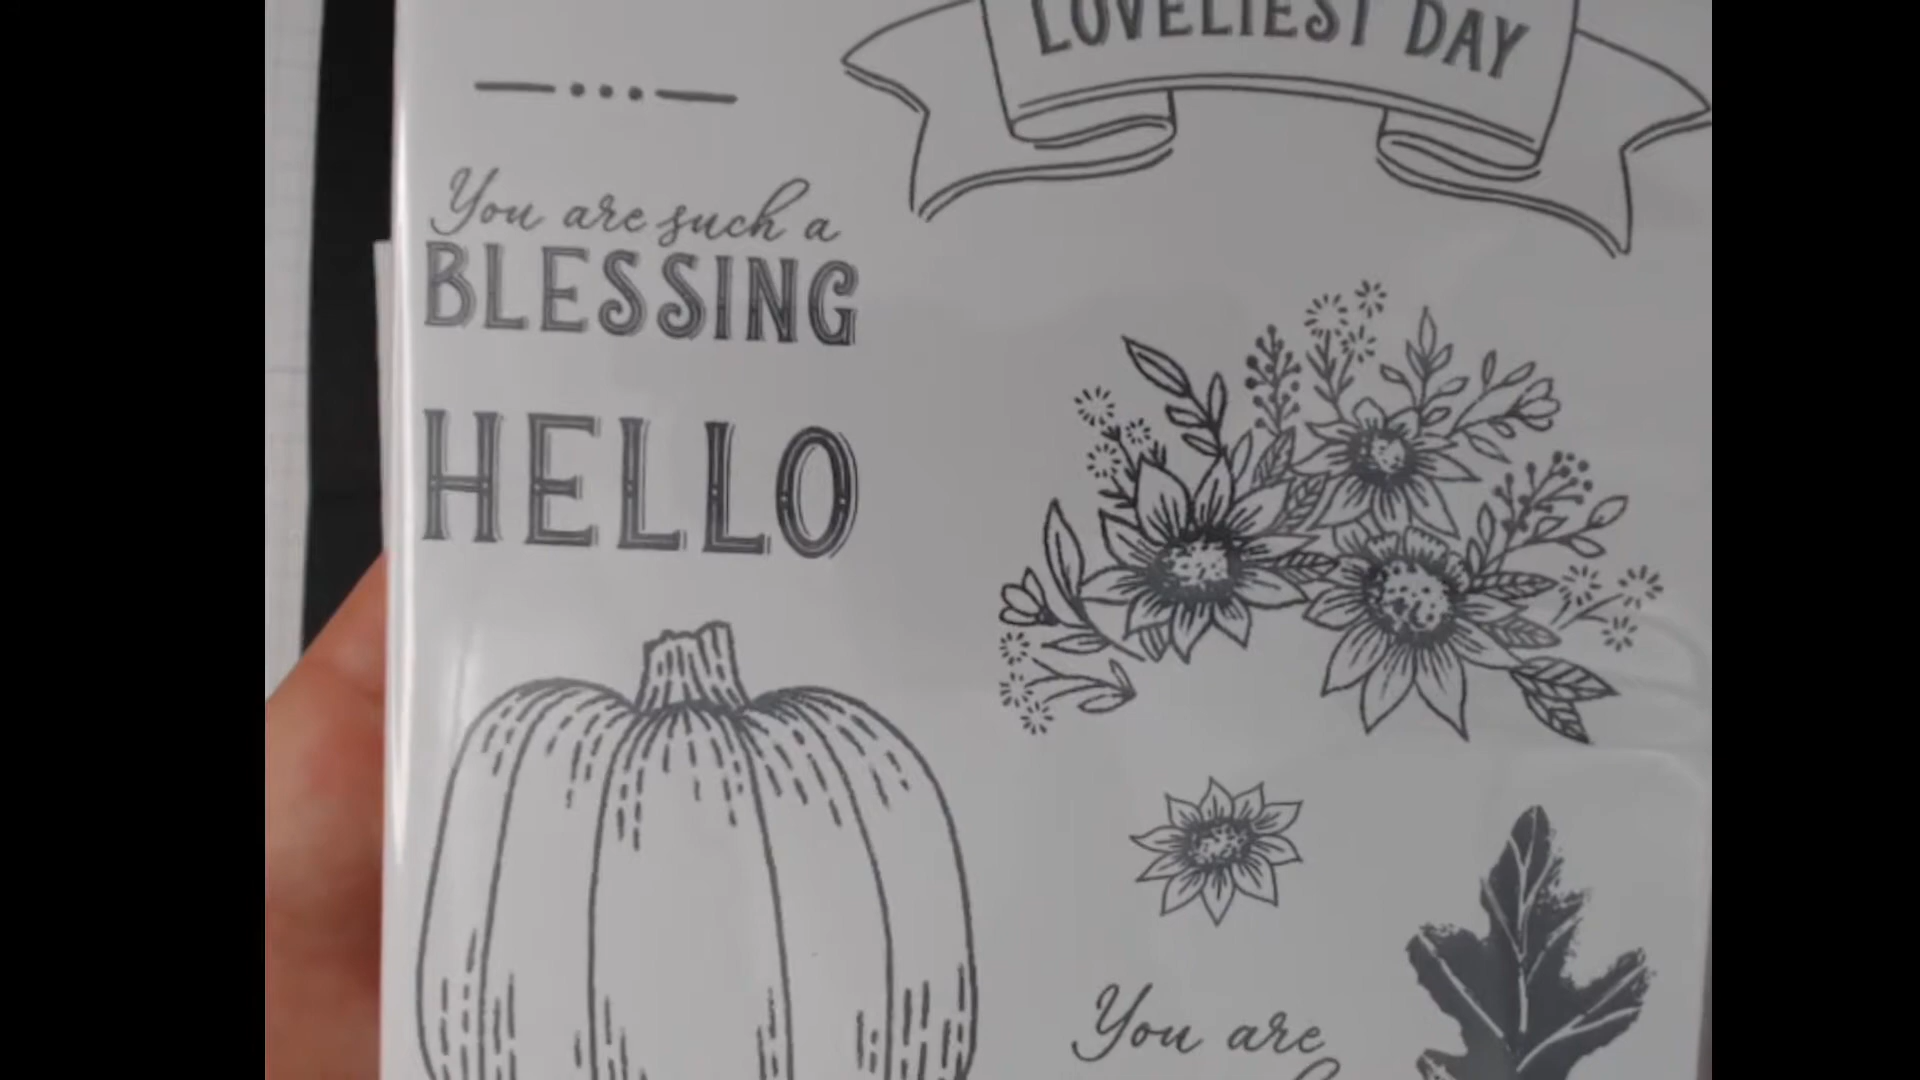 LOVELIEST DAY
You are such a
BLESSING
HELLO
You are